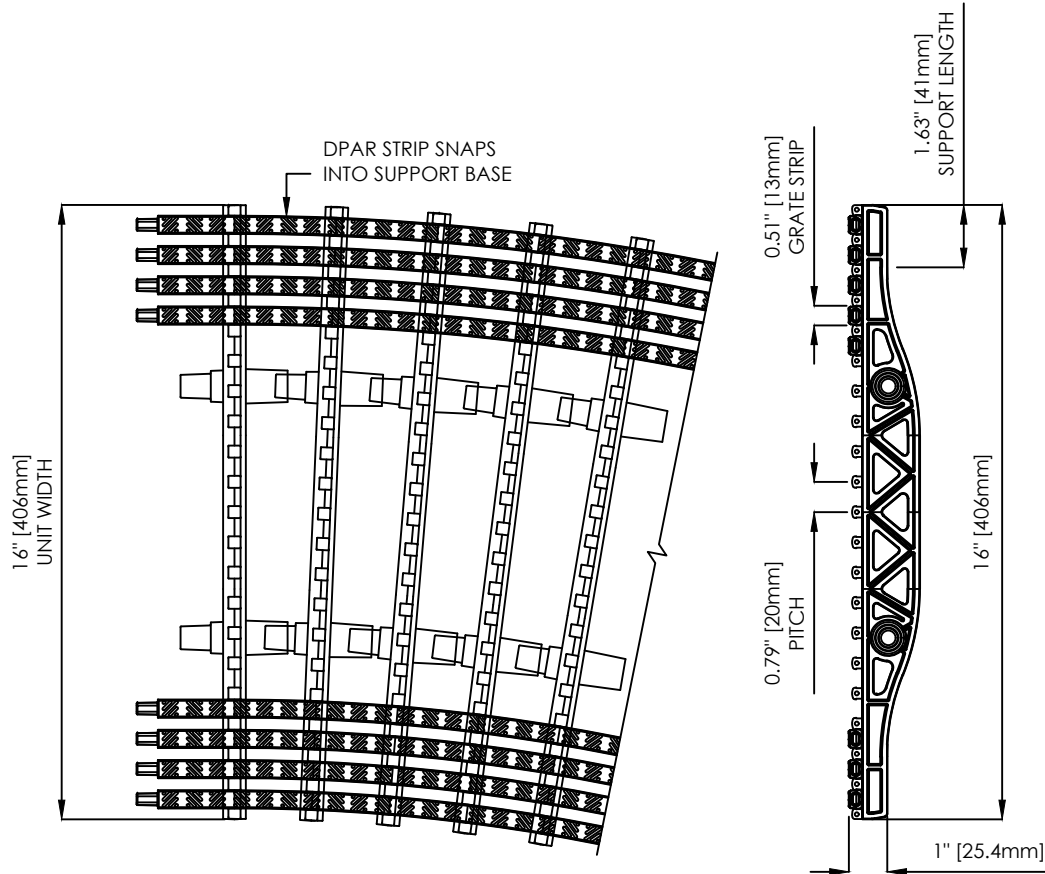 DPAR STRIP SNAPS
INTO SUPPORT BASE
16" [406mm]
UNIT WIDTH
0.51" [13mm]
GRATE STRIP
1.63" [41mm]
SUPPORT LENGTH
0.79" [20mm]
PITCH
16" [406mm]
1" [25.4mm]